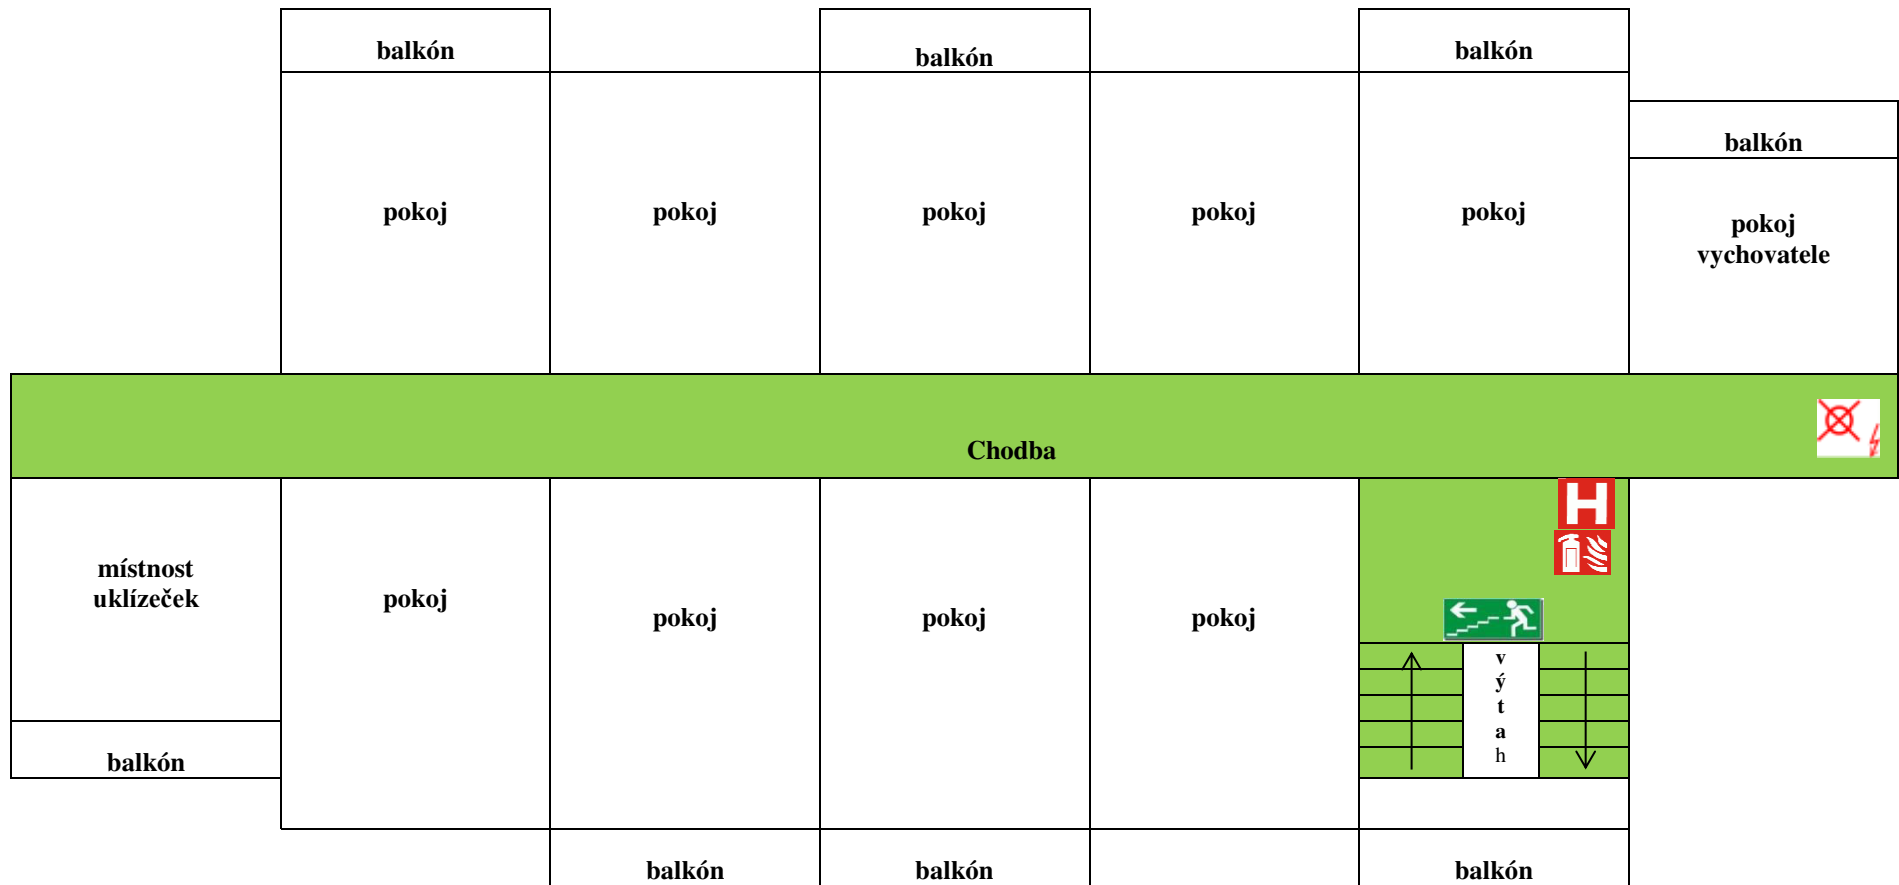 balkón
balkón
balkón
balkón
pokoj
pokoj
pokoj
pokoj
pokoj
pokoj
vychovatele
Chodba
H
místnost
uklízeček
pokoj
pokoj
pokoj
pokoj
v
ý
t
a
h
balkón
balkón
balkón
balkón